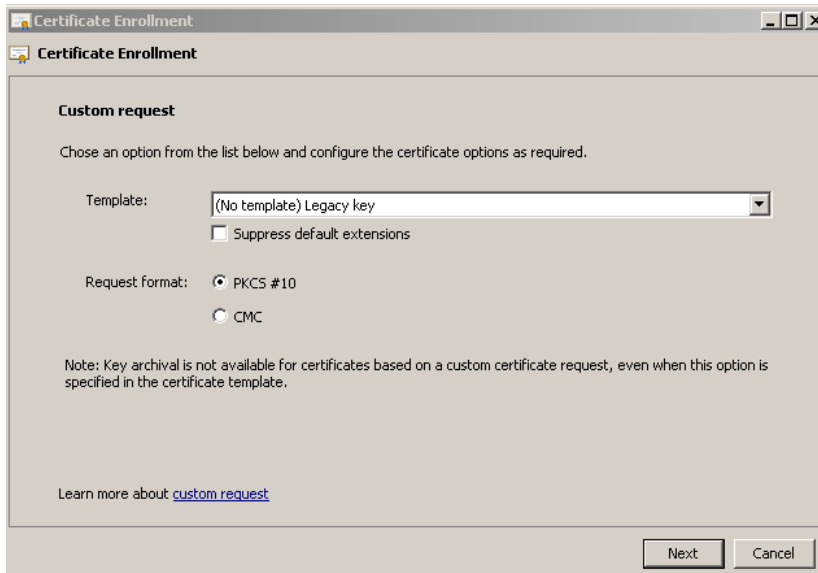 Certificate Enrollment
Certificate Enrollment
Custom request
Chose an option from the list below and configure the certificate options as required.
Template: (No template) Legacy key
Suppress default extensions
Request format: PKCS #10
CMC
Note: Key archival is not available for certificates based on a custom certificate request, even when this option is
specified in the certificate template.
Learn more about custom request
Next Cancel